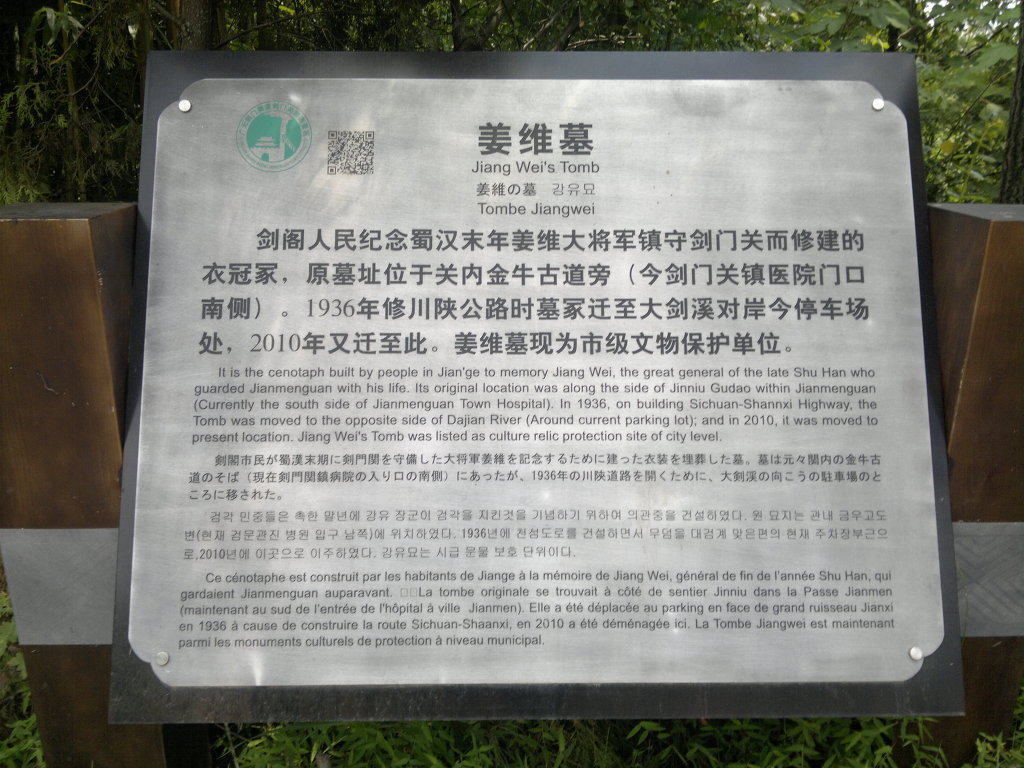 姜维墓
Jiang Wei's Tomb
姜維の墓 강유묘
Tombe Jiangwei
剑阁人民纪念蜀汉末年姜维大将军镇守剑门关而修建的
衣冠冢，原墓址位于关内金牛古道旁（今剑门关镇医院门口
南侧）。1936年修川陕公路时墓冢迁至大剑溪对岸今停车场
处，2010年又迁至此。姜维墓现为市级文物保护单位。
It is the cenotaph built by people in Jian'ge to memory Jiang Wei, the great general of the late Shu Han who
guarded Jianmenguan with his life. Its original location was along the side of Jinniu Gudao within Jianmenguan
(Currently the south side of Jianmenguan Town Hospital). In 1936, on building Sichuan-Shannxi Highway, the
Tomb was moved to the opposite side of Dajian River (Around current parking lot); and in 2010, it was moved to
present location. Jiang Wei's Tomb was listed as culture relic protection site of city level.
剣閣市民が蜀漢末期に剣門関を守備した大将軍姜維を記念するために建った衣装を埋葬した墓。墓は元々関内の金牛古
道のそば（現在剣門関鎮病院の入り口の南側）にあったが、1936年の川陝道路を開くために、大剣渓の向こうの駐車場のと
ころに移された。
검각 민중들은 촉한 말년에 강유 장군이 검각을 지킨것을 기념하기 위하여 의관중을 건설하였다. 원 묘지는 관내 금우고도
변(현재 검문관진 병원 입구 남쪽)에 위치하였다. 1936년에 천섬도로를 건설하면서 무덤을 대검계 맞은편의 현재 주차장부근으
로,2010년에 이곳으로 이주하였다. 강유묘는 시급 문물 보호 단위이다.
Ce cénotaphe est construit par les habitants de Jiange à la mémoire de Jiang Wei, général de fin de l'année Shu Han, qui
gardaient Jianmenguan auparavant. □□La tombe originale se trouvait à côté de sentier Jinniu dans la Passe Jianmen
(maintenant au sud de l'entrée de l'hôpital à ville Jianmen). Elle a été déplacée au parking en face de grand ruisseau Jianxi
en 1936 à cause de construire la route Sichuan-Shaanxi, en 2010 a été déménagée ici. La Tombe Jiangwei est maintenant
parmi les monuments culturels de protection à niveau municipal.